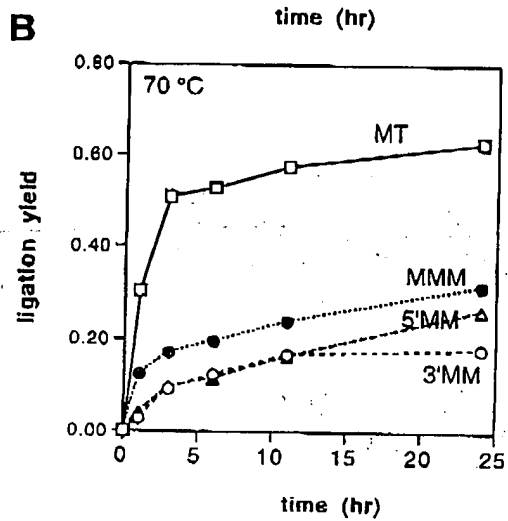 time (hr)
B
0.80
70 °C
MT
0.60
ligation yield
0.40
MMM
5'MM
0.20
3'MM
0.00
0 5 10 15 20 25
time (hr)